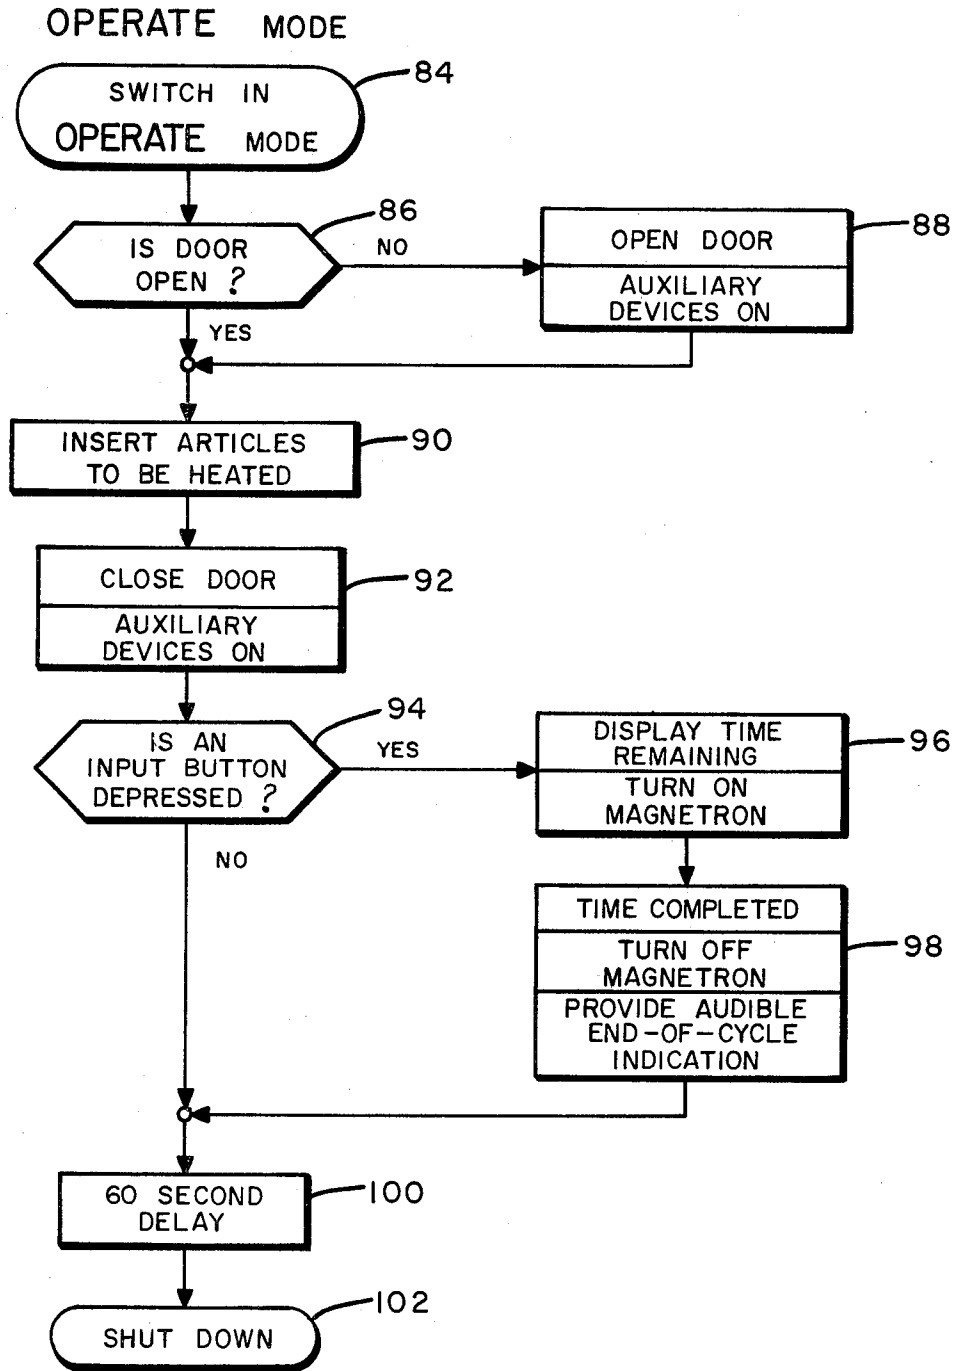 OPERATE MODE
SWITCH IN
OPERATE MODE
84
IS DOOR
OPEN ?
86
NO
OPEN DOOR
AUXILIARY
DEVICES ON
88
YES
INSERT ARTICLES
TO BE HEATED
90
CLOSE DOOR
AUXILIARY
DEVICES ON
92
IS AN
INPUT BUTTON
DEPRESSED ?
94
YES
DISPLAY TIME
REMAINING
TURN ON
MAGNETRON
96
NO
TIME COMPLETED
TURN OFF
MAGNETRON
PROVIDE AUDIBLE
END-OF-CYCLE
INDICATION
98
60 SECOND
DELAY
100
SHUT DOWN
102